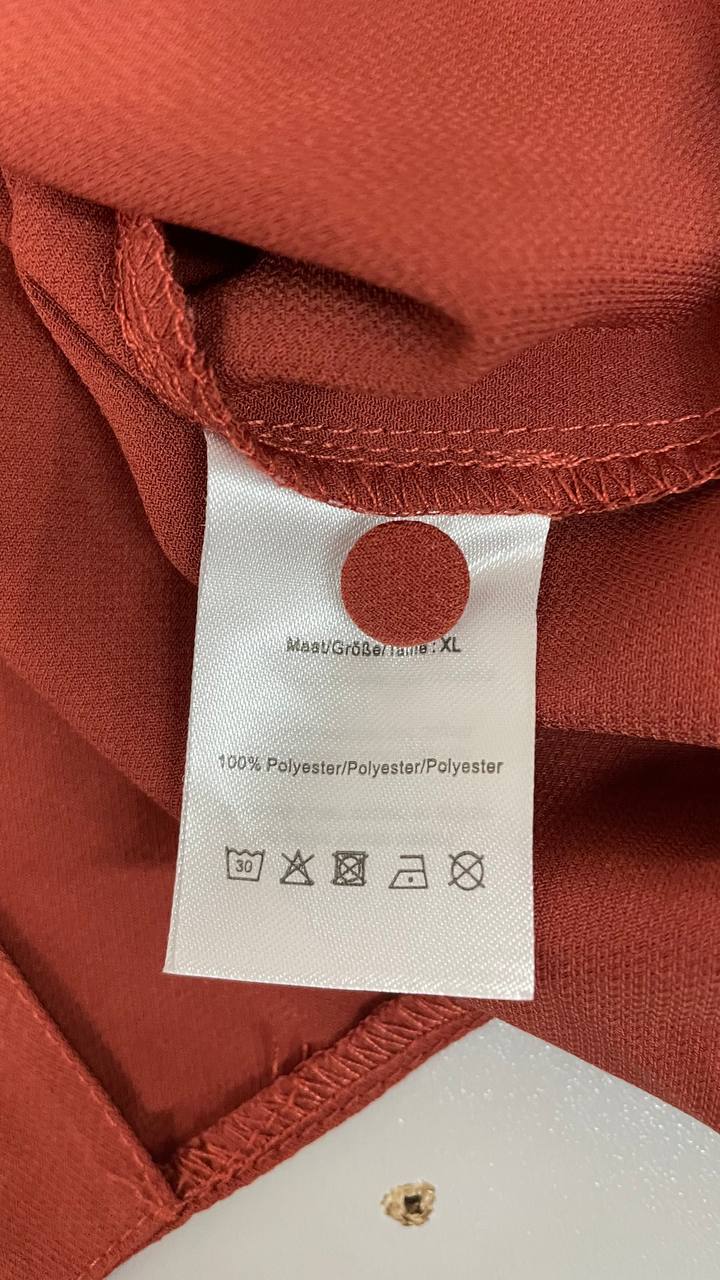 Maat/Größe/Taille : XL
100% Polyester/Polyester/Polyester
30